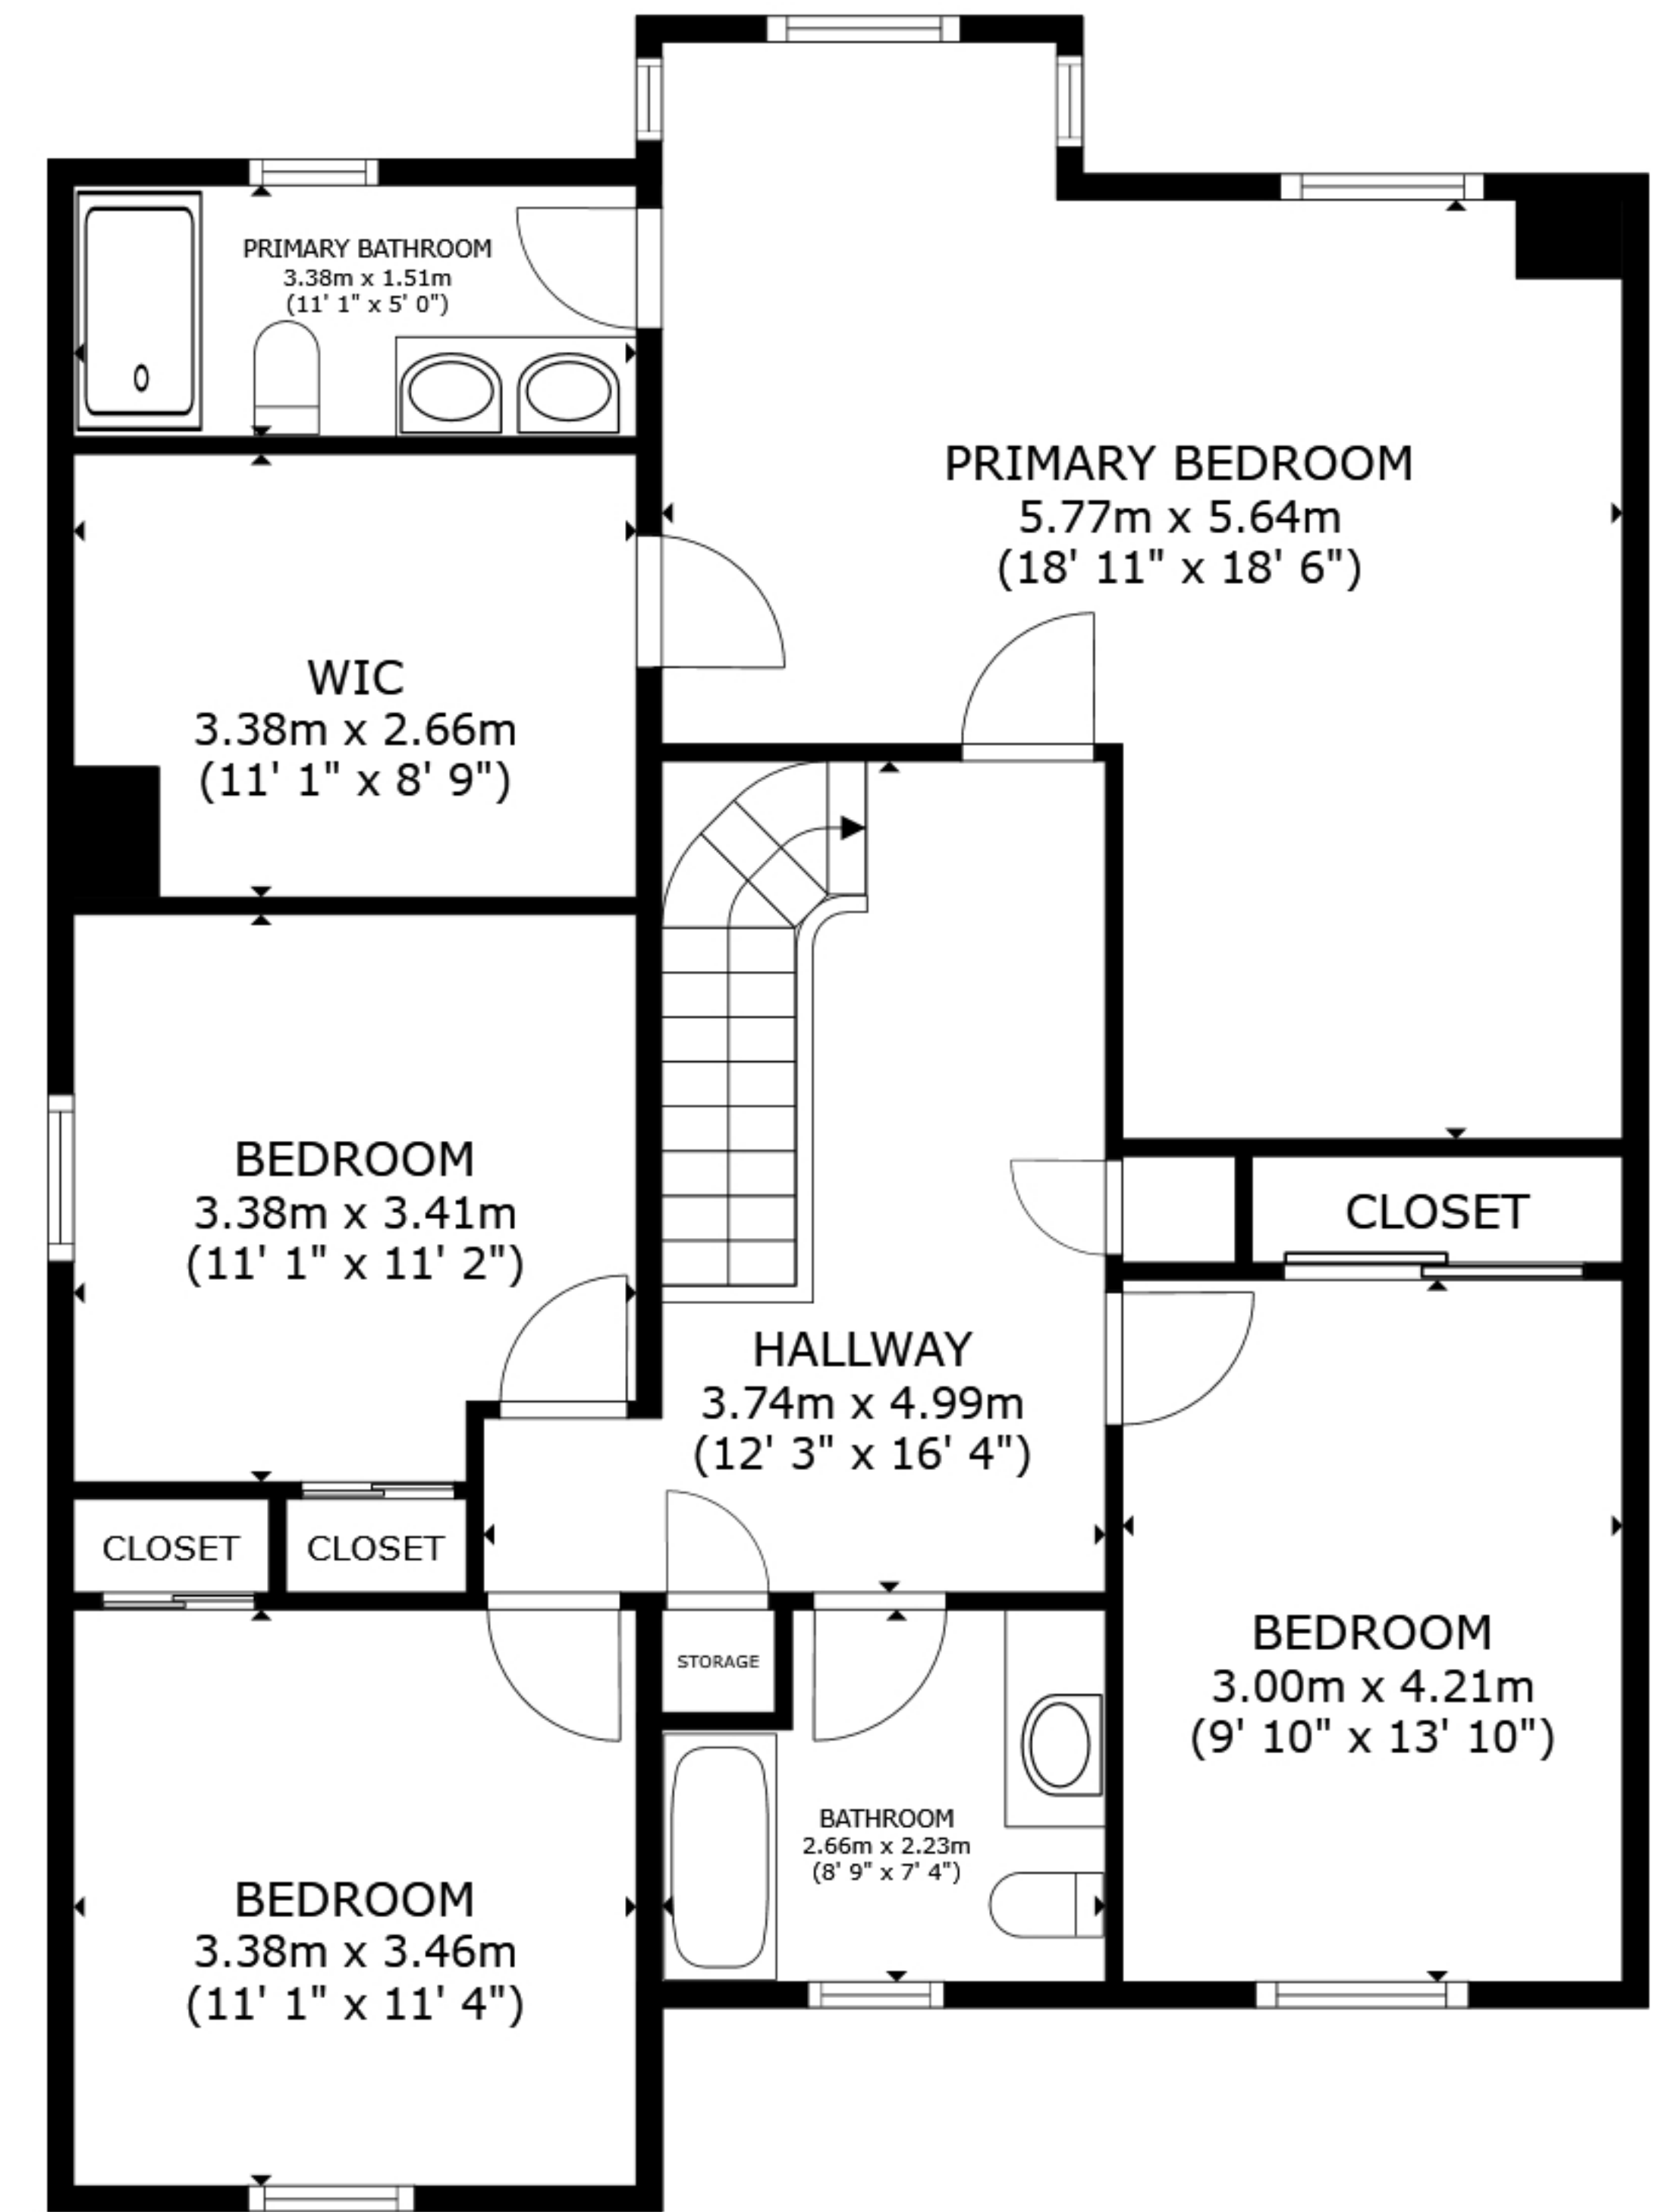 PRIMARY BATHROOM
3.38m x 1.51m
(11' 1" x 5' 0")
PRIMARY BEDROOM
5.77m x 5.64m
(18' 11" x 18' 6")
WIC
3.38m x 2.66m
(11' 1" x 8' 9")
BEDROOM
3.38m x 3.41m
(11' 1" x 11' 2")
CLOSET
HALLWAY
3.74m x 4.99m
(12' 3" x 16' 4")
CLOSET
CLOSET
STORAGE
BEDROOM
3.00m x 4.21m
(9' 10" x 13' 10")
BATHROOM
2.66m x 2.23m
(8' 9" x 7' 4")
BEDROOM
3.38m x 3.46m
(11' 1" x 11' 4")